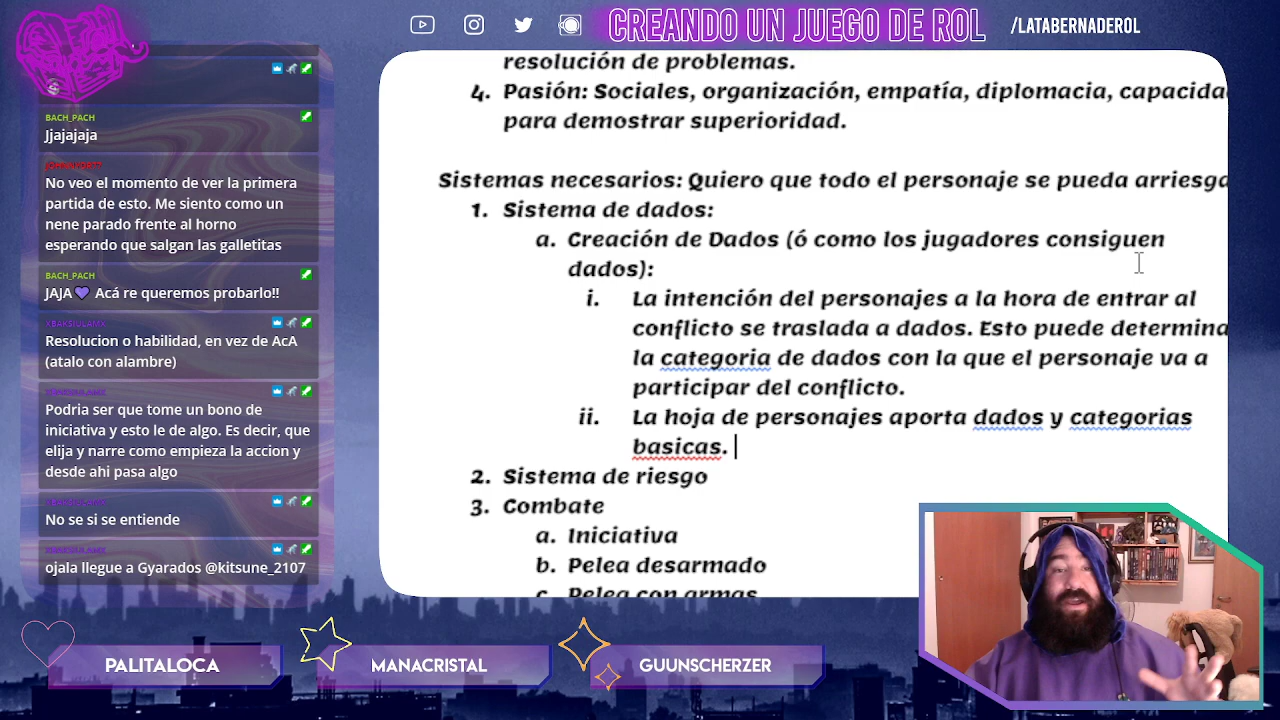 CREANDO UN JUEGO DE ROL
/LATABERNADEROL
BACH_PACH
Jjajajaja
No veo el momento de ver la primera
partida de esto. Me siento como un
nene parado frente al horno
esperando que salgan las galletitas
BACH_PACH
JAJA💜 Acá re queremos probarlo!!
Resolucion o habilidad, en vez de AcA
(atalo con alambre)
Podria ser que tome un bono de
iniciativa y esto le de algo. Es decir, que
elija y narre como empieza la accion y
desde ahi pasa algo
No se si se entiende
ojala llegue a Gyarados @kitsune_2107
resolución de problemas.
4. Pasión: Sociales, organización, empatía, diplomacia, capacida
para demostrar superioridad.
Sistemas necesarios: Quiero que todo el personaje se pueda arriesga
1. Sistema de dados:
a. Creación de Dados (ó como los jugadores consiguen
dados):
i. La intención del personajes a la hora de entrar al
conflicto se traslada a dados. Esto puede determina
la categoria de dados con la que el personaje va a
participar del conflicto.
ii. La hoja de personajes aporta dados y categorias
basicas.
2. Sistema de riesgo
3. Combate
a. Iniciativa
b. Pelea desarmado
c. Pelea con armas
PALITALOCA
MANACRISTAL
GUUNSCHERZER